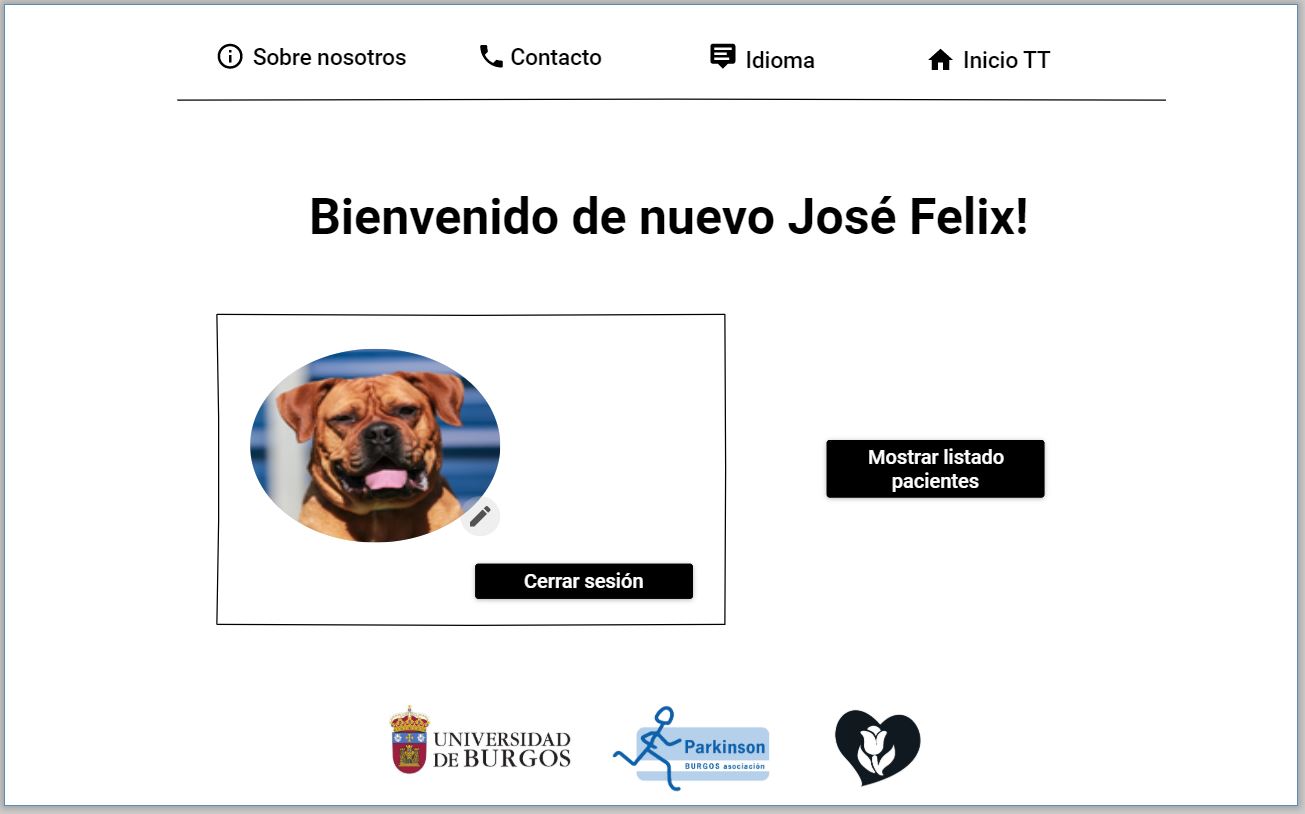 Sobre nosotros
Contacto
Idioma
Inicio TT
Bienvenido de nuevo José Felix!
Mostrar listado
pacientes
Cerrar sesión
UNIVERSIDAD
DE BURGOS
Parkinson
BURGOS asociación